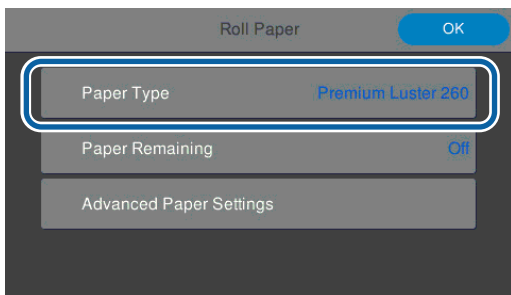 Roll Paper OK
Paper Type Premium Luster 260
Paper Remaining Off
Advanced Paper Settings